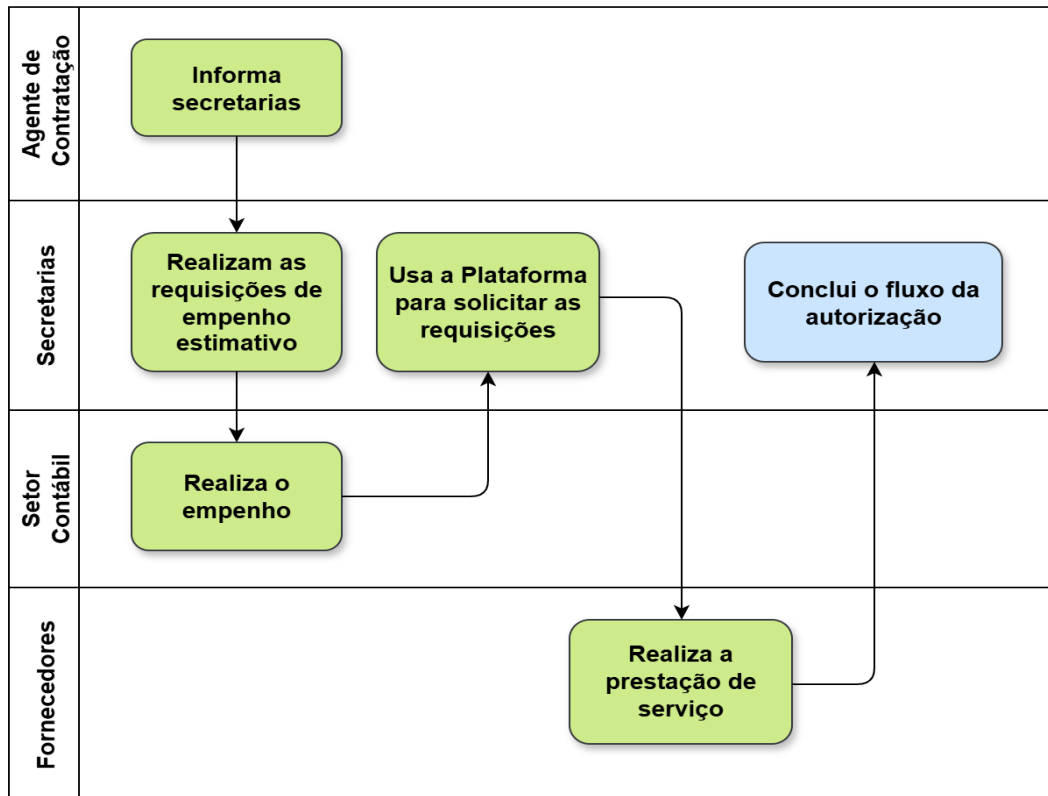 Agente de
Contratação
Informa
secretarias
Secretarias
Realizam as
requisições de
empenho
estimativo
Usa a Plataforma
para solicitar as
requisições
Conclui o fluxo da
autorização
Setor
Contábil
Realiza o
empenho
Fornecedores
Realiza a
prestação de
serviço